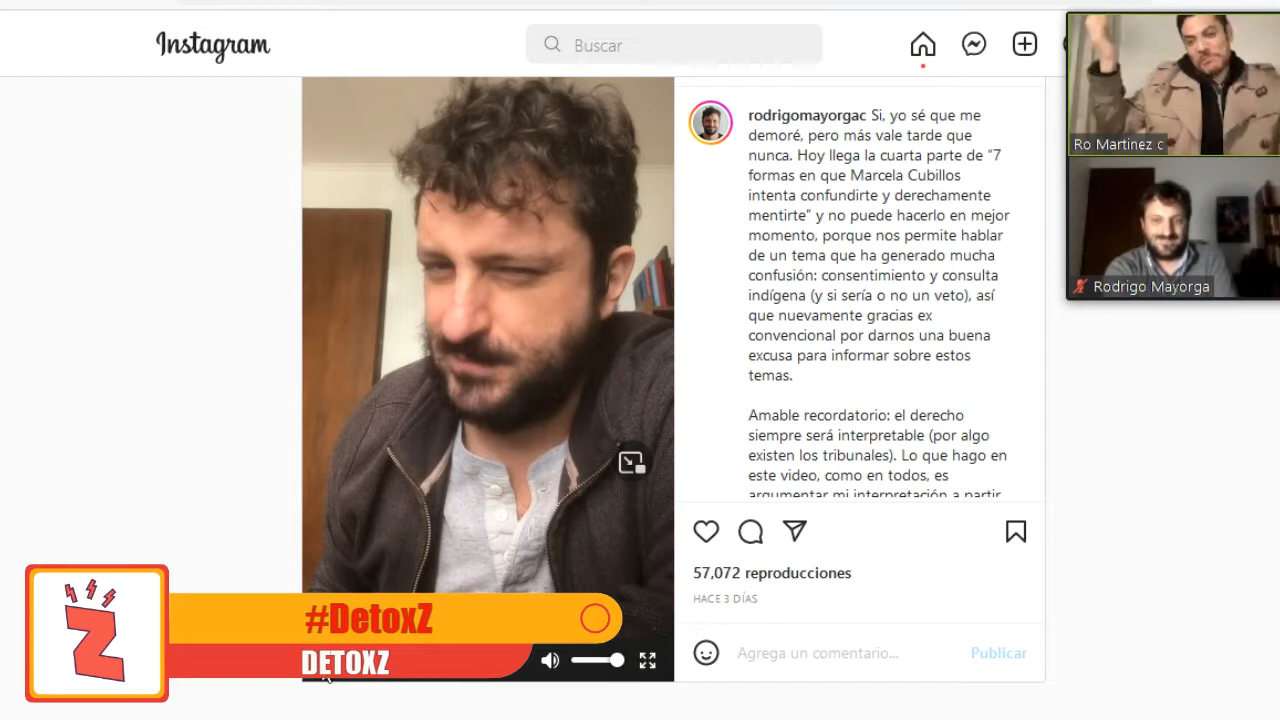 Instagram
Buscar
Ro Martinez c
Rodrigo Mayorga
rodrigomayorgac Si, yo sé que me
demoré, pero más vale tarde que
nunca. Hoy llega la cuarta parte de "7
formas en que Marcela Cubillos
intenta confundirte y derechamente
mentirte" y no puede hacerlo en mejor
momento, porque nos permite hablar
de un tema que ha generado mucha
confusión: consentimiento y consulta
indígena (y si sería o no un veto), así
que nuevamente gracias ex
convencional por darnos una buena
excusa para informar sobre estos
temas.
Amable recordatorio: el derecho
siempre será interpretable (por algo
existen los tribunales). Lo que hago en
este video, como en todos, es
argumentar mi interpretación a partir
57,072 reproducciones
HACE 3 DÍAS
Agrega un comentario...
Publicar
Z
#DetoxZ
DETOXZ